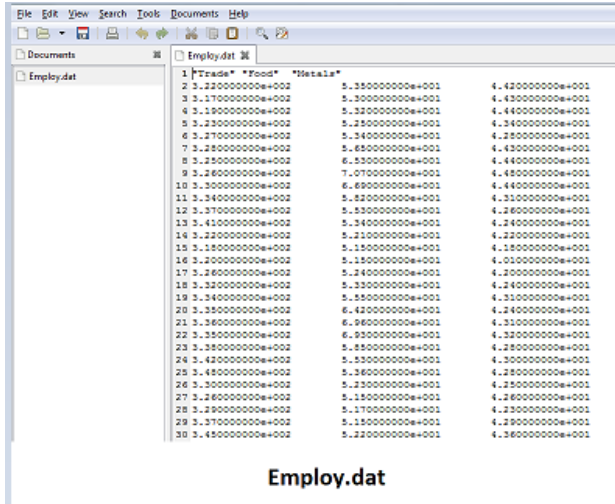 File Edit View Search Tools Documents Help
Documents
Employ.dat
Employ.dat
1 "Trade" "Food" "Metals"
2 3.220000000e+002 5.350000000e+001 4.420000000e+001
3 3.170000000e+002 5.300000000e+001 4.430000000e+001
4 3.190000000e+002 5.320000000e+001 4.440000000e+001
5 3.230000000e+002 5.250000000e+001 4.340000000e+001
6 3.270000000e+002 5.340000000e+001 4.280000000e+001
7 3.280000000e+002 5.650000000e+001 4.430000000e+001
8 3.250000000e+002 6.530000000e+001 4.440000000e+001
9 3.260000000e+002 7.070000000e+001 4.480000000e+001
10 3.300000000e+002 6.690000000e+001 4.440000000e+001
11 3.340000000e+002 5.820000000e+001 4.310000000e+001
12 3.370000000e+002 5.530000000e+001 4.260000000e+001
13 3.410000000e+002 5.340000000e+001 4.240000000e+001
14 3.220000000e+002 5.210000000e+001 4.220000000e+001
15 3.180000000e+002 5.150000000e+001 4.180000000e+001
16 3.200000000e+002 5.150000000e+001 4.010000000e+001
17 3.260000000e+002 5.240000000e+001 4.200000000e+001
18 3.320000000e+002 5.330000000e+001 4.240000000e+001
19 3.340000000e+002 5.550000000e+001 4.310000000e+001
20 3.350000000e+002 6.420000000e+001 4.240000000e+001
21 3.360000000e+002 6.960000000e+001 4.310000000e+001
22 3.350000000e+002 6.930000000e+001 4.320000000e+001
23 3.380000000e+002 5.850000000e+001 4.280000000e+001
24 3.420000000e+002 5.530000000e+001 4.300000000e+001
25 3.480000000e+002 5.360000000e+001 4.280000000e+001
26 3.300000000e+002 5.230000000e+001 4.250000000e+001
27 3.260000000e+002 5.150000000e+001 4.260000000e+001
28 3.290000000e+002 5.170000000e+001 4.230000000e+001
29 3.370000000e+002 5.150000000e+001 4.290000000e+001
30 3.450000000e+002 5.220000000e+001 4.360000000e+001
Employ.dat